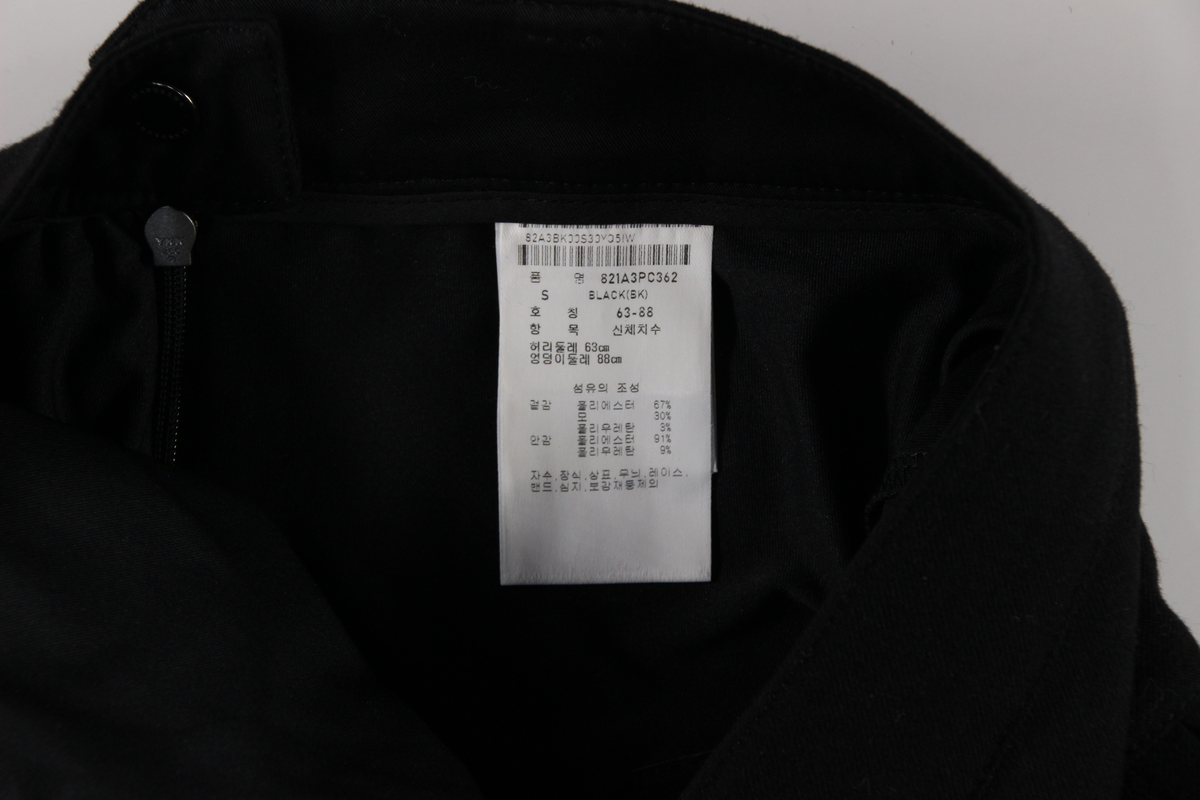 YKK
82A3BK00S30YQ5IW
품 명 821A3PC362
S BLACK(BK)
호 칭 63-88
항 목 신체치수
허리둘레 63cm
엉덩이둘레 88cm
섬유의 조성
겉감 폴리에스터 67%
모 30%
폴리우레탄 3%
안감 폴리에스터 91%
폴리우레탄 9%
자수.장식.상표.무늬.레이스.
밴드.심지.보강재등제외